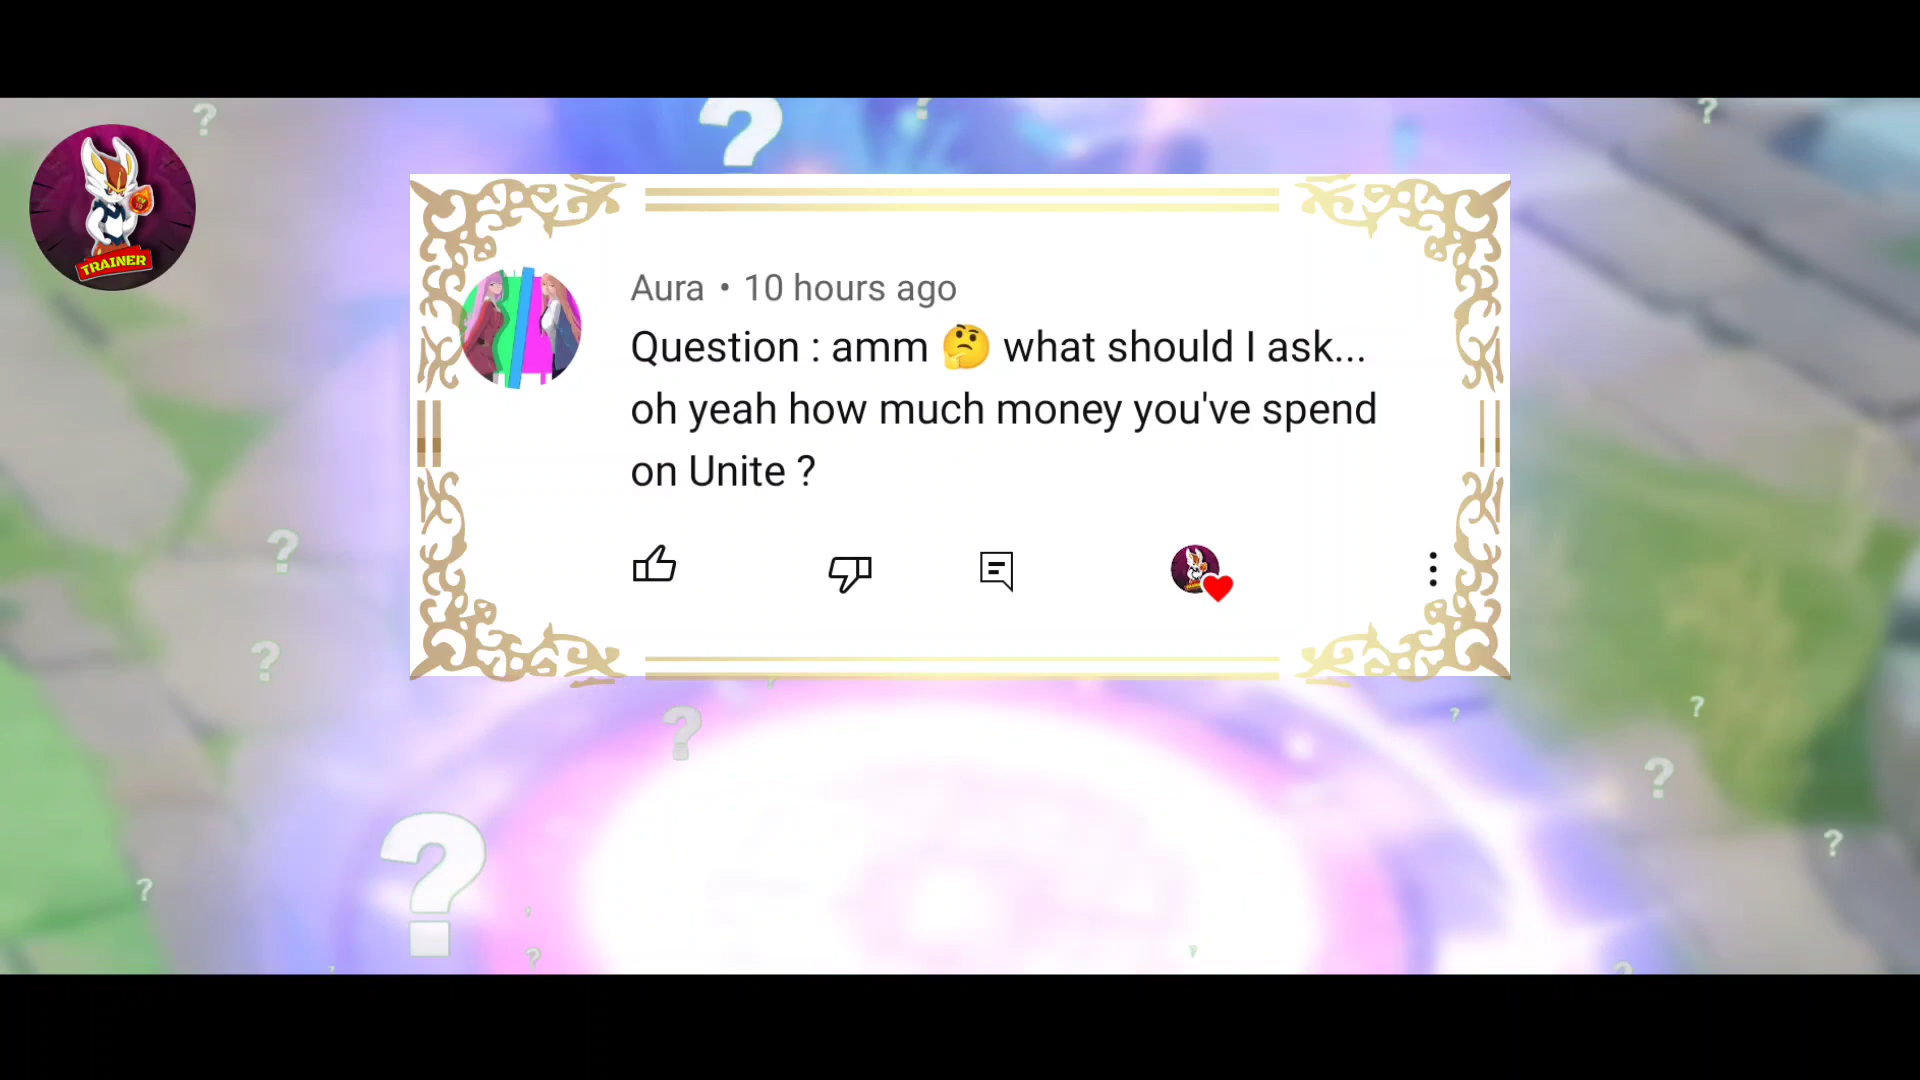 TRAINER
Aura • 10 hours ago
Question : amm 🤔 what should I ask...
oh yeah how much money you've spend
on Unite ?